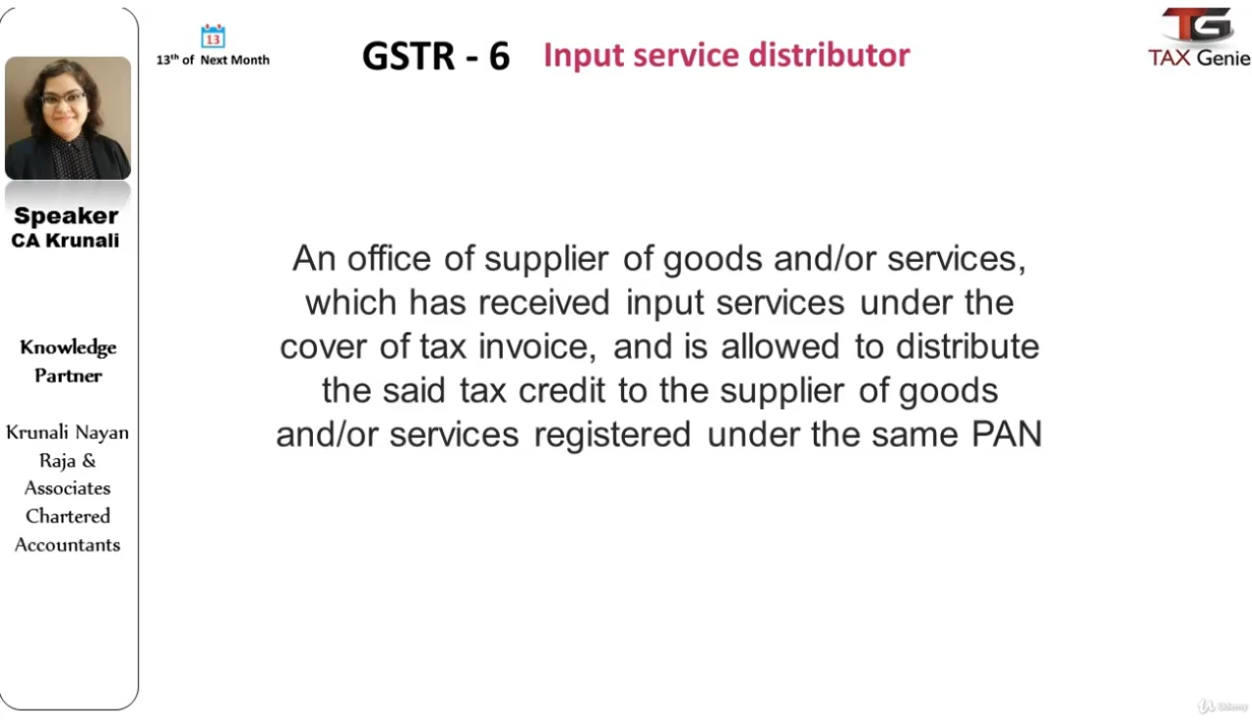 13
13th of Next Month
GSTR - 6 Input service distributor
TG
TAX Genie
Speaker
CA Krunali
Knowledge
Partner
Krunali Nayan
Raja &
Associates
Chartered
Accountants
An office of supplier of goods and/or services,
which has received input services under the
cover of tax invoice, and is allowed to distribute
the said tax credit to the supplier of goods
and/or services registered under the same PAN
Udemy